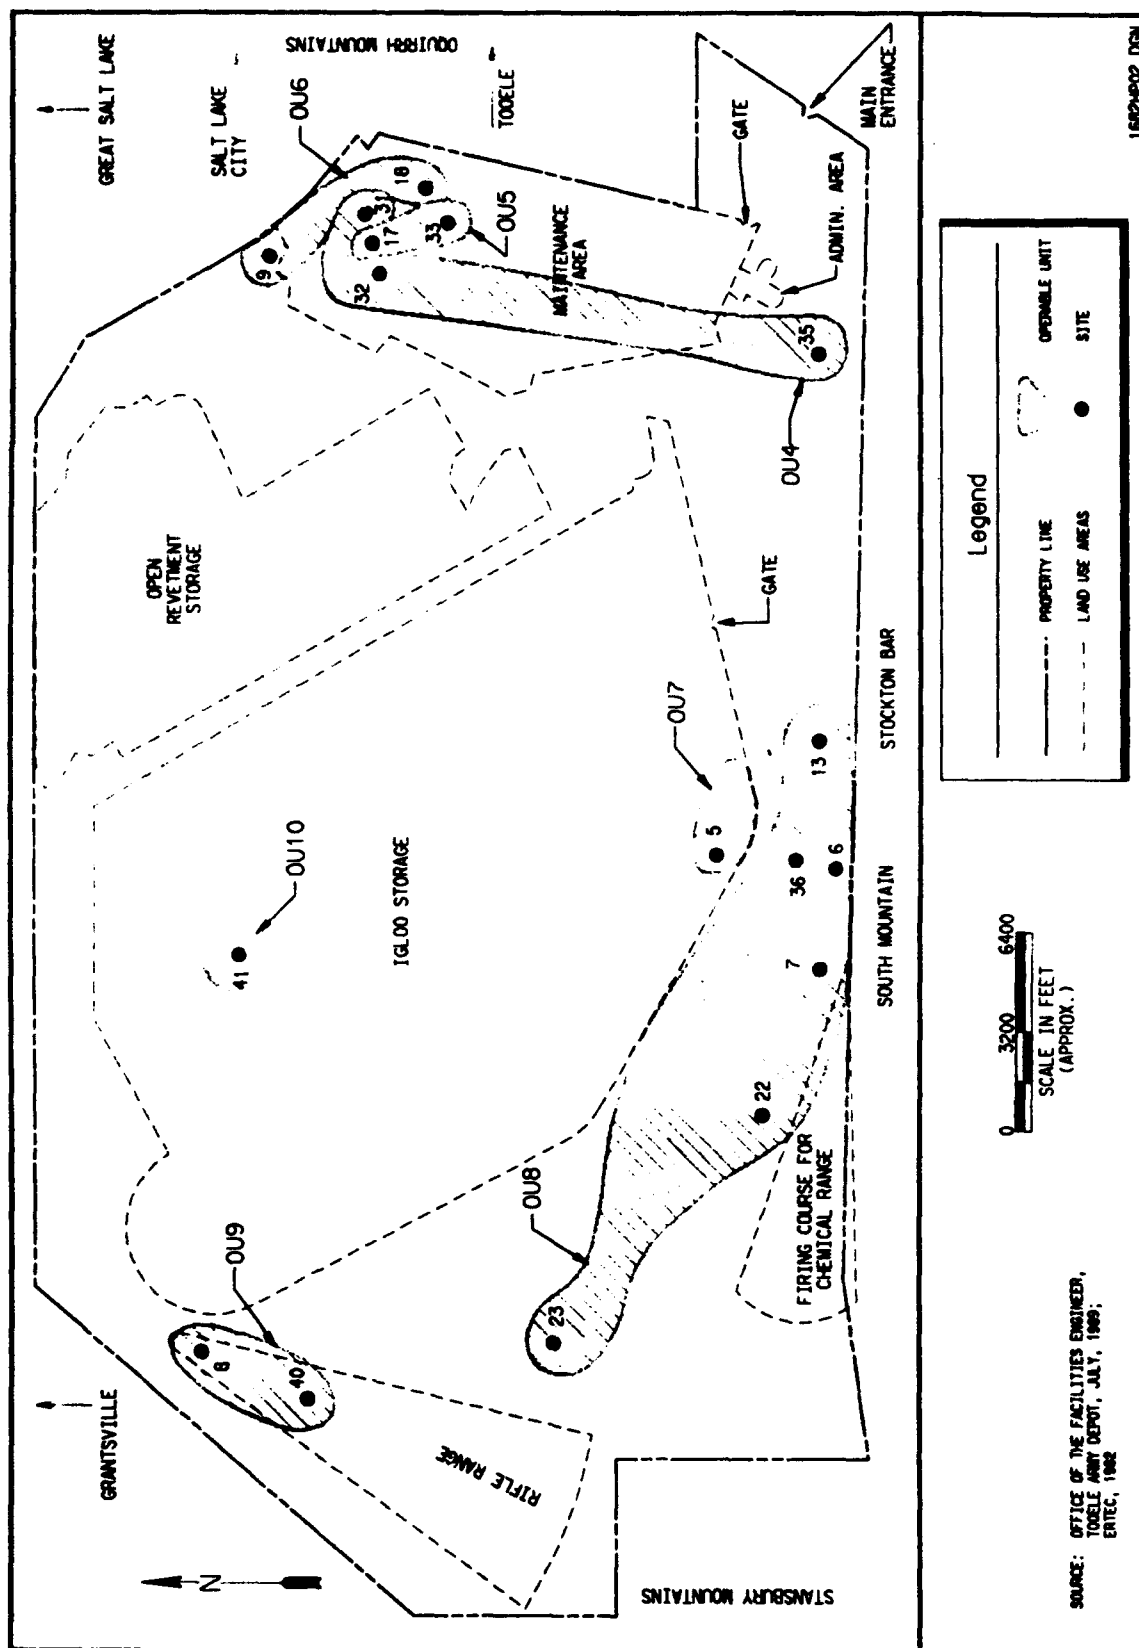 GREAT SALT LAKE
SALT LAKE
CITY
OQUIRRH MOUNTAINS
TOOELE
GRANTSVILLE
N
STANSBURY MOUNTAINS
OU6
18
31
17
33
OU5
9
32
MAINTENANCE
AREA
GATE
ADMIN. AREA
MAIN
ENTRANCE
35
OU4
OPEN
REVETMENT
STORAGE
GATE
OU10
41
IGLOO STORAGE
OU7
5
13
36
6
7
STOCKTON BAR
SOUTH MOUNTAIN
22
OU8
23
FIRING COURSE FOR
CHEMICAL RANGE
OU9
8
40
RIFLE RANGE
SOURCE: OFFICE OF THE FACILITIES ENGINEER,
TOOELE ARMY DEPOT, JULY, 1989;
ERTEC, 1982
0 3200 6400
SCALE IN FEET
(APPROX.)
Legend
PROPERTY LINE
LAND USE AREAS
OPERABLE UNIT
SITE